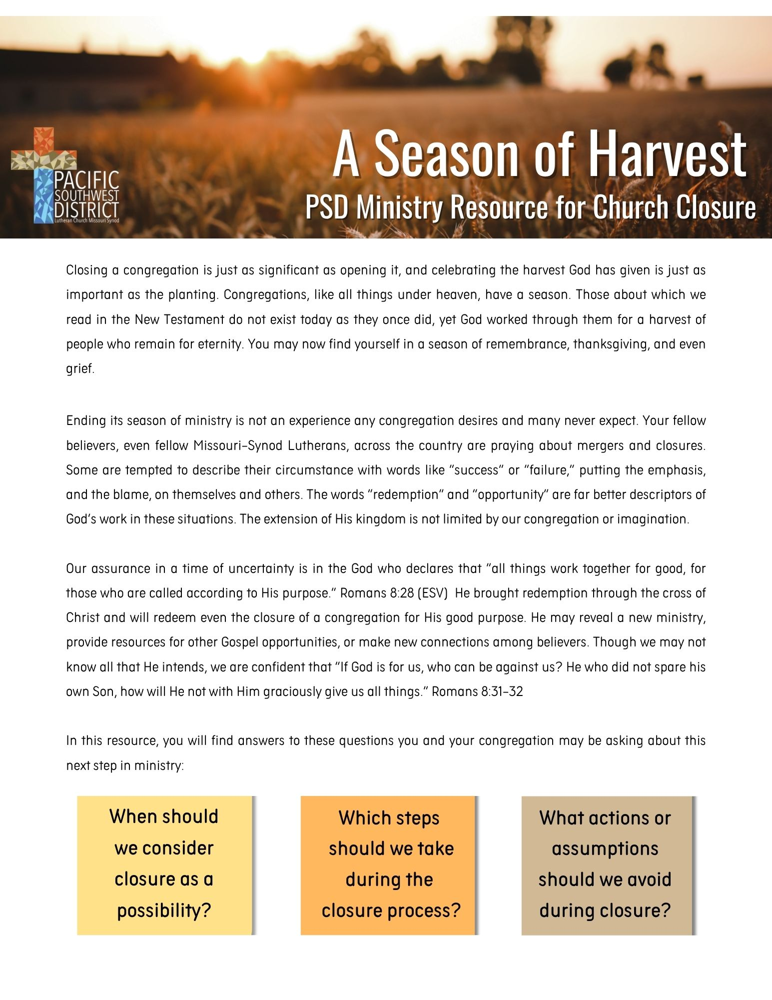 A Season of Harvest
PSD Ministry Resource for Church Closure
PACIFIC
SOUTHWEST
DISTRICT
Lutheran Church Missouri Synod
Closing a congregation is just as significant as opening it, and celebrating the harvest God has given is just as
important as the planting. Congregations, like all things under heaven, have a season. Those about which we
read in the New Testament do not exist today as they once did, yet God worked through them for a harvest of
people who remain for eternity. You may now find yourself in a season of remembrance, thanksgiving, and even
grief.
Ending its season of ministry is not an experience any congregation desires and many never expect. Your fellow
believers, even fellow Missouri-Synod Lutherans, across the country are praying about mergers and closures.
Some are tempted to describe their circumstance with words like "success" or "failure," putting the emphasis,
and the blame, on themselves and others. The words "redemption" and "opportunity" are far better descriptors of
God's work in these situations. The extension of His kingdom is not limited by our congregation or imagination.
Our assurance in a time of uncertainty is in the God who declares that "all things work together for good, for
those who are called according to His purpose." Romans 8:28 (ESV)  He brought redemption through the cross of
Christ and will redeem even the closure of a congregation for His good purpose. He may reveal a new ministry,
provide resources for other Gospel opportunities, or make new connections among believers. Though we may not
know all that He intends, we are confident that "If God is for us, who can be against us? He who did not spare his
own Son, how will He not with Him graciously give us all things." Romans 8:31-32
In this resource, you will find answers to these questions you and your congregation may be asking about this
next step in ministry:
When should
we consider
closure as a
possibility?
Which steps
should we take
during the
closure process?
What actions or
assumptions
should we avoid
during closure?